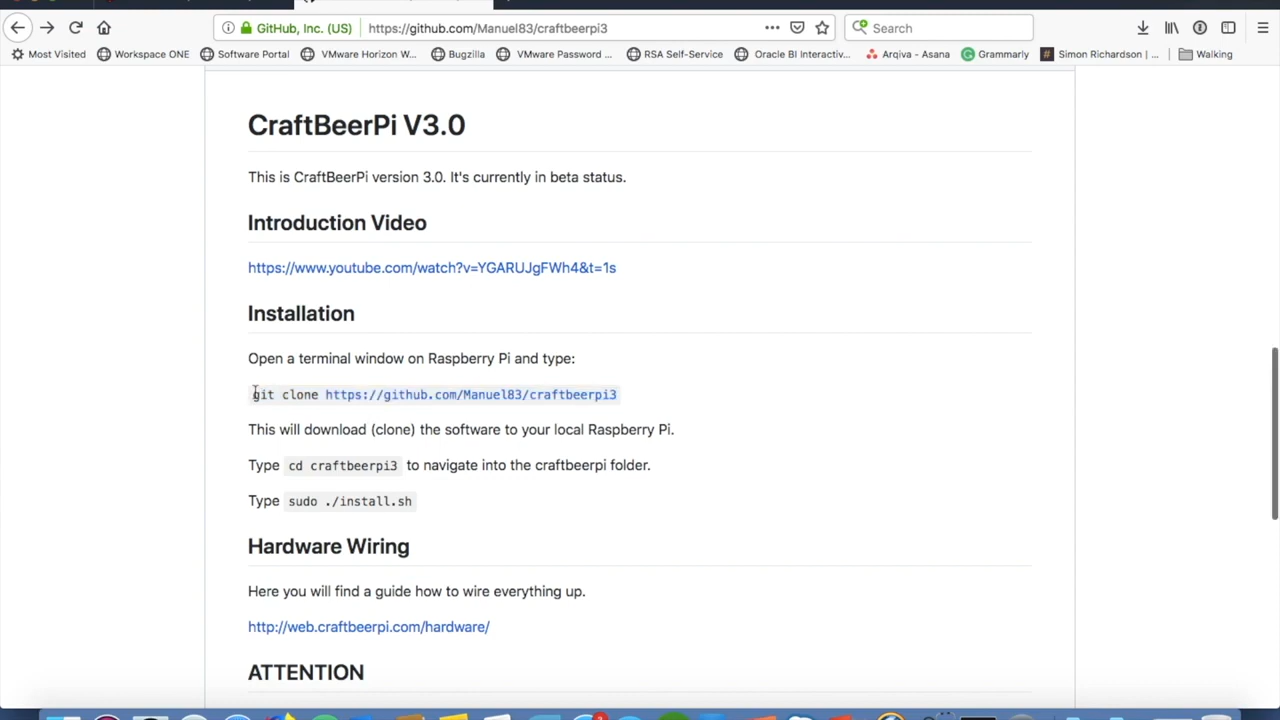 GitHub, Inc. (US)
https://github.com/Manuel83/craftbeerpi3
Search
Most Visited
Workspace ONE
Software Portal
VMware Horizon W...
VMware Password ...
Bugzilla
RSA Self-Service
Oracle BI Interactiv...
Arqiva - Asana
Grammarly
Simon Richardson | ...
Walking
CraftBeerPi V3.0
This is CraftBeerPi version 3.0. It's currently in beta status.
Introduction Video
https://www.youtube.com/watch?v=YGARUJgFWh4&t=1s
Installation
Open a terminal window on Raspberry Pi and type:
git clone https://github.com/Manuel83/craftbeerpi3
This will download (clone) the software to your local Raspberry Pi.
Type cd craftbeerpi3 to navigate into the craftbeerpi folder.
Type sudo ./install.sh
Hardware Wiring
Here you will find a guide how to wire everything up.
http://web.craftbeerpi.com/hardware/
ATTENTION